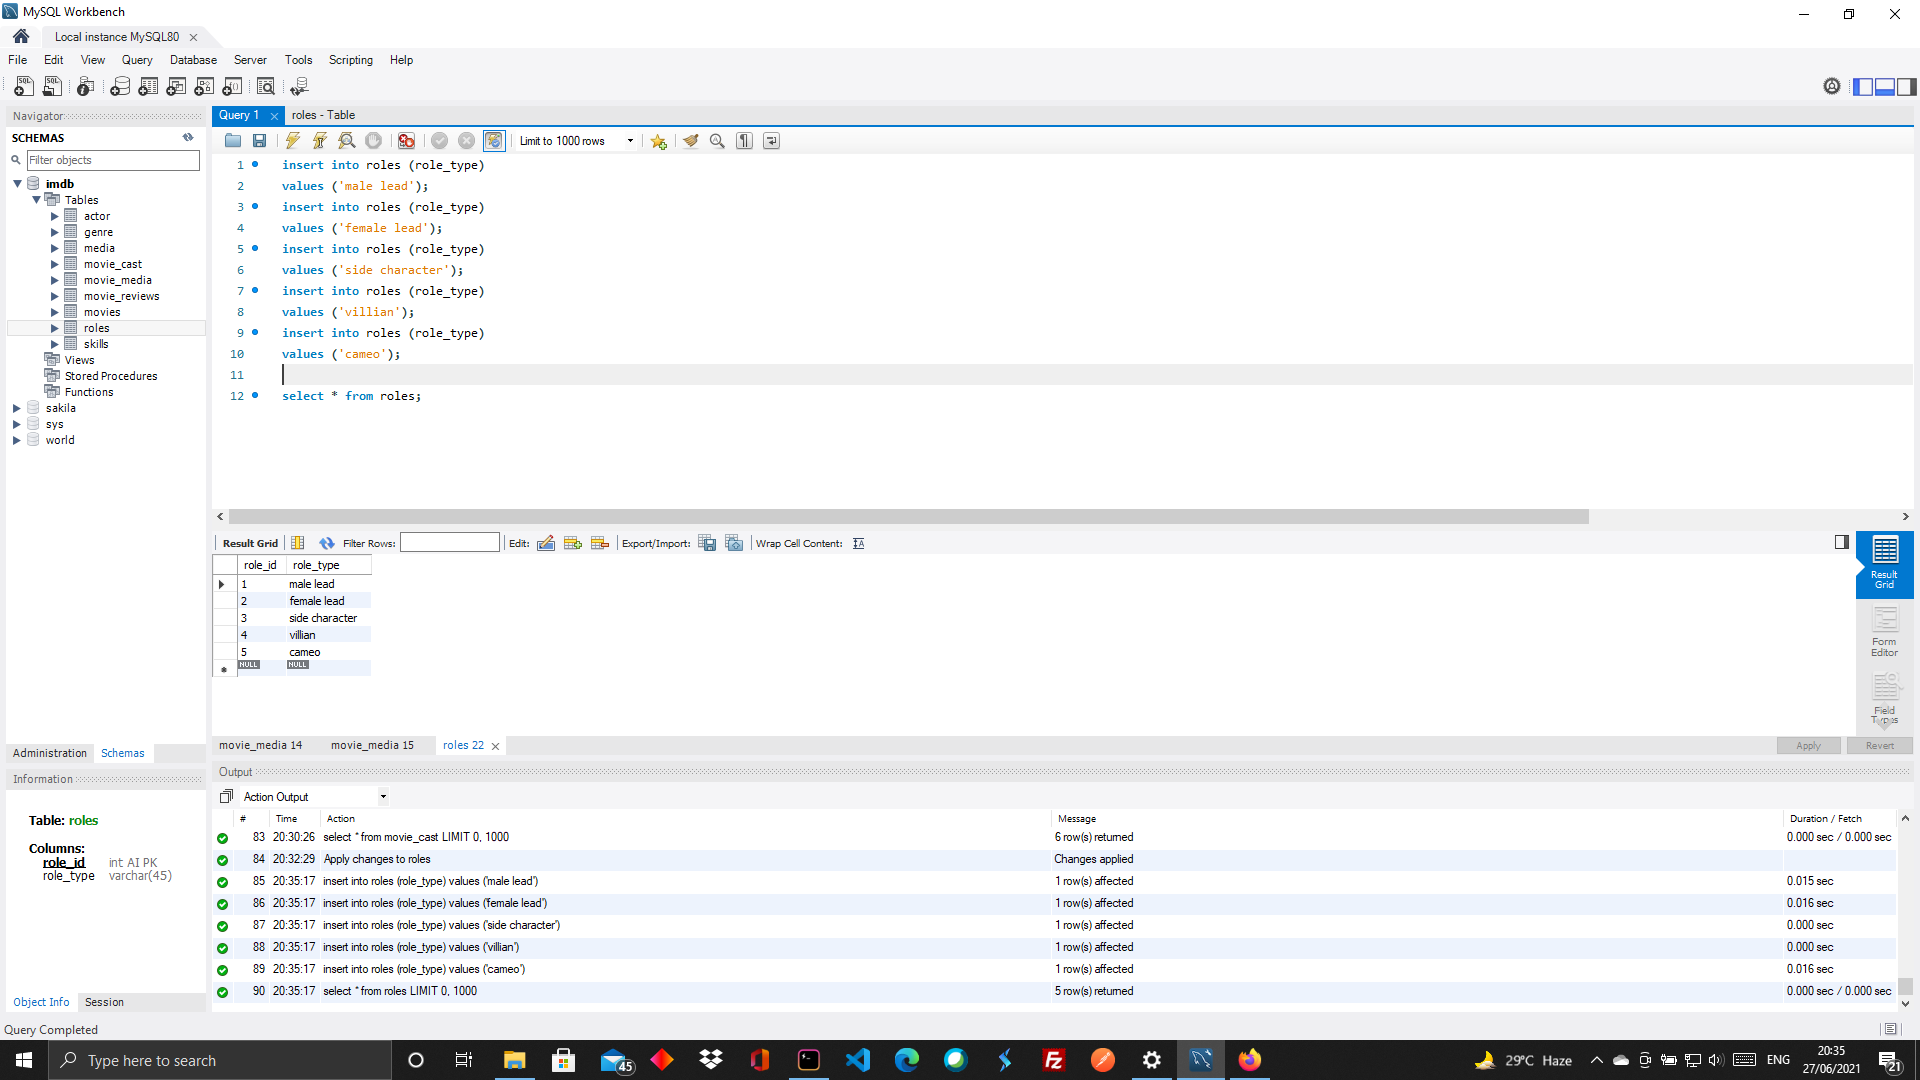 MySQL Workbench
Local instance MySQL80
File Edit View Query Database Server Tools Scripting Help
Navigator
SCHEMAS
Filter objects
imdb
Tables
actor
genre
media
movie_cast
movie_media
movie_reviews
movies
roles
skills
Views
Stored Procedures
Functions
sakila
sys
world
Administration Schemas
Information
Table: roles
Columns:
role_id int AI PK
role_type varchar(45)
Object Info Session
Query 1 roles - Table
Limit to 1000 rows
1 insert into roles (role_type)
2 values ('male lead');
3 insert into roles (role_type)
4 values ('female lead');
5 insert into roles (role_type)
6 values ('side character');
7 insert into roles (role_type)
8 values ('villian');
9 insert into roles (role_type)
10 values ('cameo');
11
12 select * from roles;
Result Grid Filter Rows: Edit: Export/Import: Wrap Cell Content:
role_id role_type
1 male lead
2 female lead
3 side character
4 villian
5 cameo
NULL NULL
Result
Grid
Form
Editor
Field
Types
movie_media 14 movie_media 15 roles 22 Apply Revert
Output
Action Output
# Time Action Message Duration / Fetch
83 20:30:26 select * from movie_cast LIMIT 0, 1000 6 row(s) returned 0.000 sec / 0.000 sec
84 20:32:29 Apply changes to roles Changes applied
85 20:35:17 insert into roles (role_type) values ('male lead') 1 row(s) affected 0.015 sec
86 20:35:17 insert into roles (role_type) values ('female lead') 1 row(s) affected 0.016 sec
87 20:35:17 insert into roles (role_type) values ('side character') 1 row(s) affected 0.000 sec
88 20:35:17 insert into roles (role_type) values ('villian') 1 row(s) affected 0.000 sec
89 20:35:17 insert into roles (role_type) values ('cameo') 1 row(s) affected 0.016 sec
90 20:35:17 select * from roles LIMIT 0, 1000 5 row(s) returned 0.000 sec / 0.000 sec
Query Completed
Type here to search
45
29°C Haze
ENG
20:35
27/06/2021
21